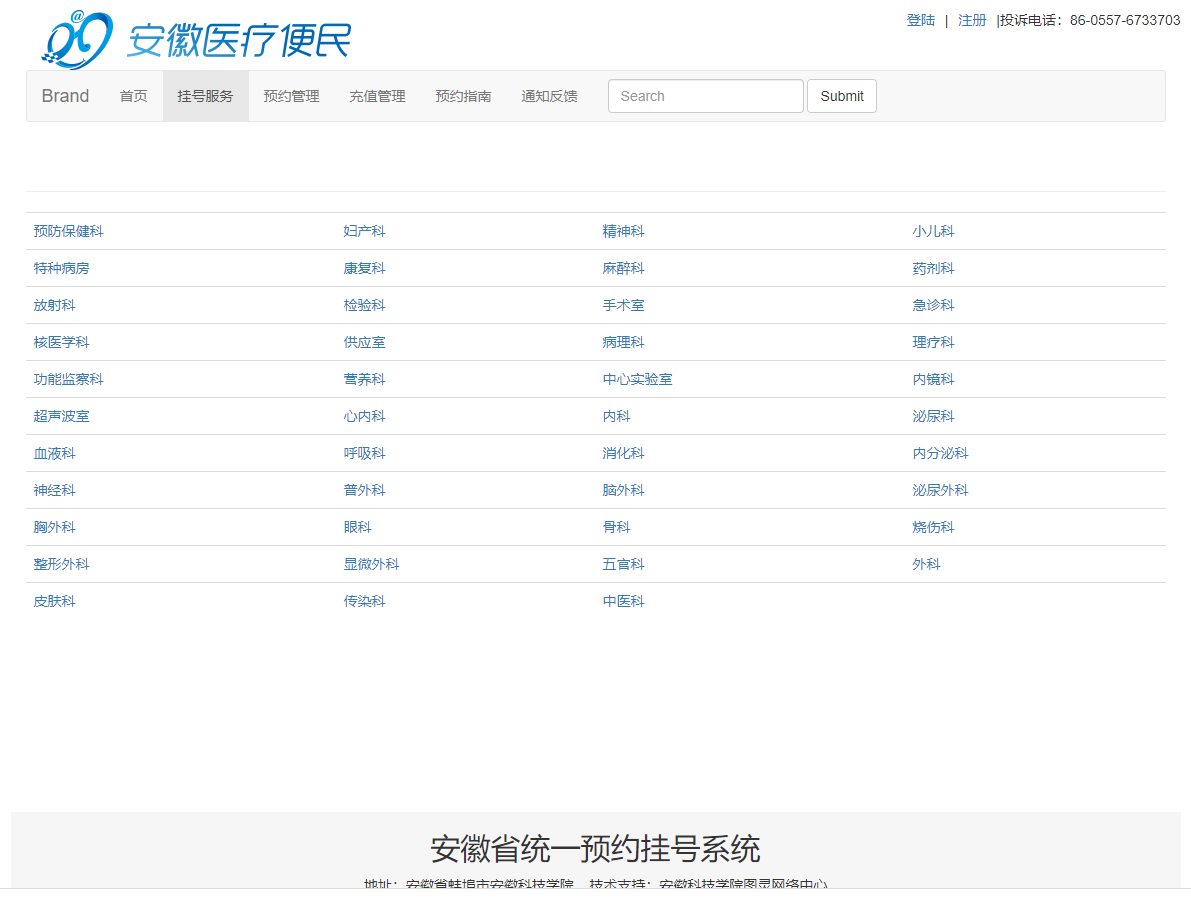 安徽医疗便民
登陆 | 注册 |投诉电话：86-0557-6733703
Brand 首页 挂号服务 预约管理 充值管理 预约指南 通知反馈 Search Submit
预防保健科 妇产科 精神科 小儿科
特种病房 康复科 麻醉科 药剂科
放射科 检验科 手术室 急诊科
核医学科 供应室 病理科 理疗科
功能监察科 营养科 中心实验室 内镜科
超声波室 心内科 内科 泌尿科
血液科 呼吸科 消化科 内分泌科
神经科 普外科 脑外科 泌尿外科
胸外科 眼科 骨科 烧伤科
整形外科 显微外科 五官科 外科
皮肤科 传染科 中医科
安徽省统一预约挂号系统
地址：安徽省蚌埠市安徽科技学院 技术支持：安徽科技学院图灵网络中心